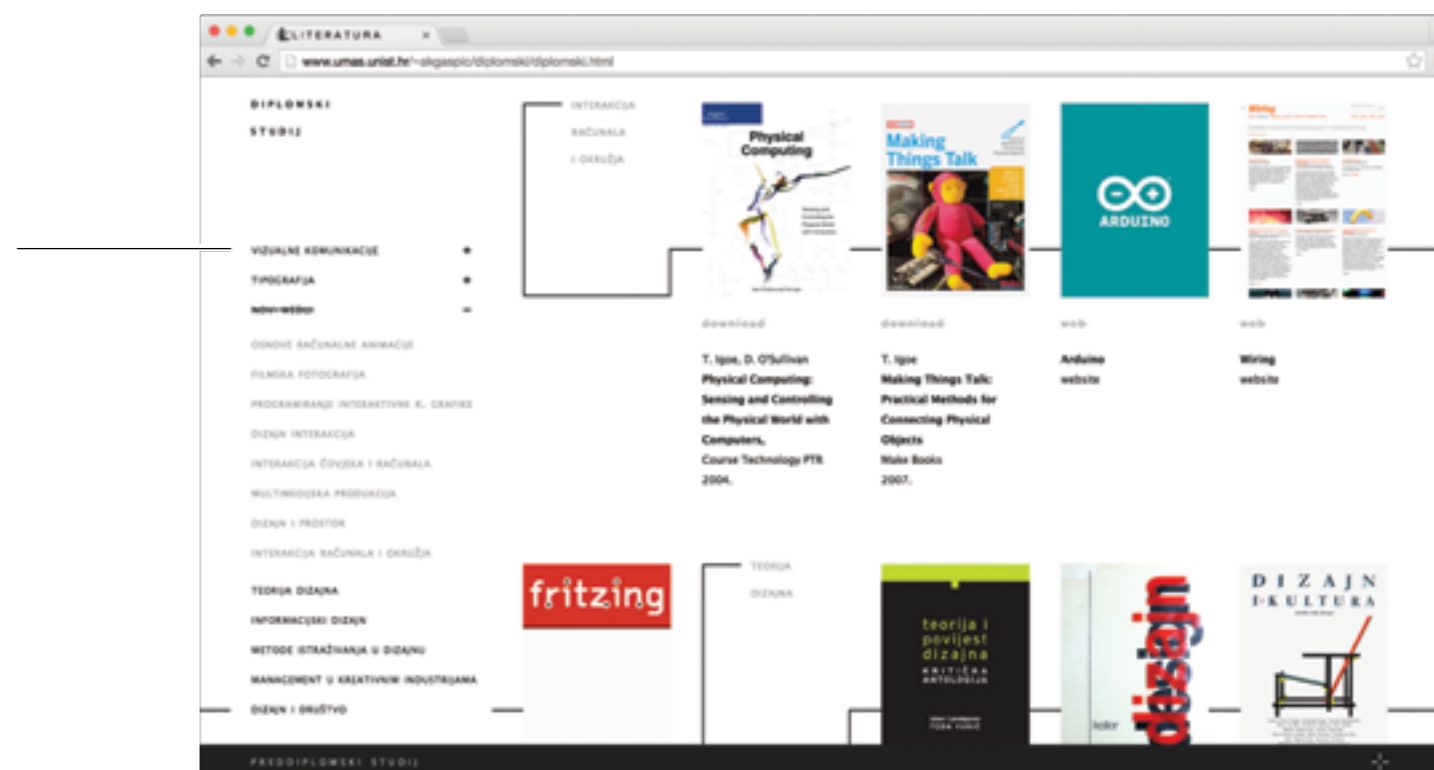 LITERATURA
www.umas.unist.hr/~akgaspic/diplomski/diplomski.html
DIPLOMSKI
STUDIJ
VIZUALNE KOMUNIKACIJE +
TIPOGRAFIJA +
NOVI MEDIJI −
OSNOVE RAČUNALNE ANIMACIJE
FILMSKA FOTOGRAFIJA
PROGRAMIRANJE INTERAKTIVNE R. GRAFIKE
DIZAJN INTERAKCIJA
INTERAKCIJA ČOVJEKA I RAČUNALA
MULTIMEDIJSKA PRODUKCIJA
DIZAJN I PROSTOR
INTERAKCIJA RAČUNALA I OKRUŽJA
TEORIJA DIZAJNA
INFORMACIJSKI DIZAJN
METODE ISTRAŽIVANJA U DIZAJNU
MANAGEMENT U KREATIVNIM INDUSTRIJAMA
DIZAJN I DRUŠTVO
INTERAKCIJA
RAČUNALA
I OKRUŽJA
Physical
Computing
download
T. Igoe, D. O'Sullivan
Physical Computing:
Sensing and Controlling
the Physical World with
Computers,
Course Technology PTR
2004.
Making
Things Talk
download
T. Igoe
Making Things Talk:
Practical Methods for
Connecting Physical
Objects
Make Books
2007.
ARDUINO
web
Arduino
website
Wiring
web
Wiring
website
fritzing
TEORIJA
DIZAJNA
teorija i
povijest
dizajna
KRITIČKA
ANTOLOGIJA
keller
dizajn
DIZAJN
I KULTURA
PREDDIPLOMSKI STUDIJ